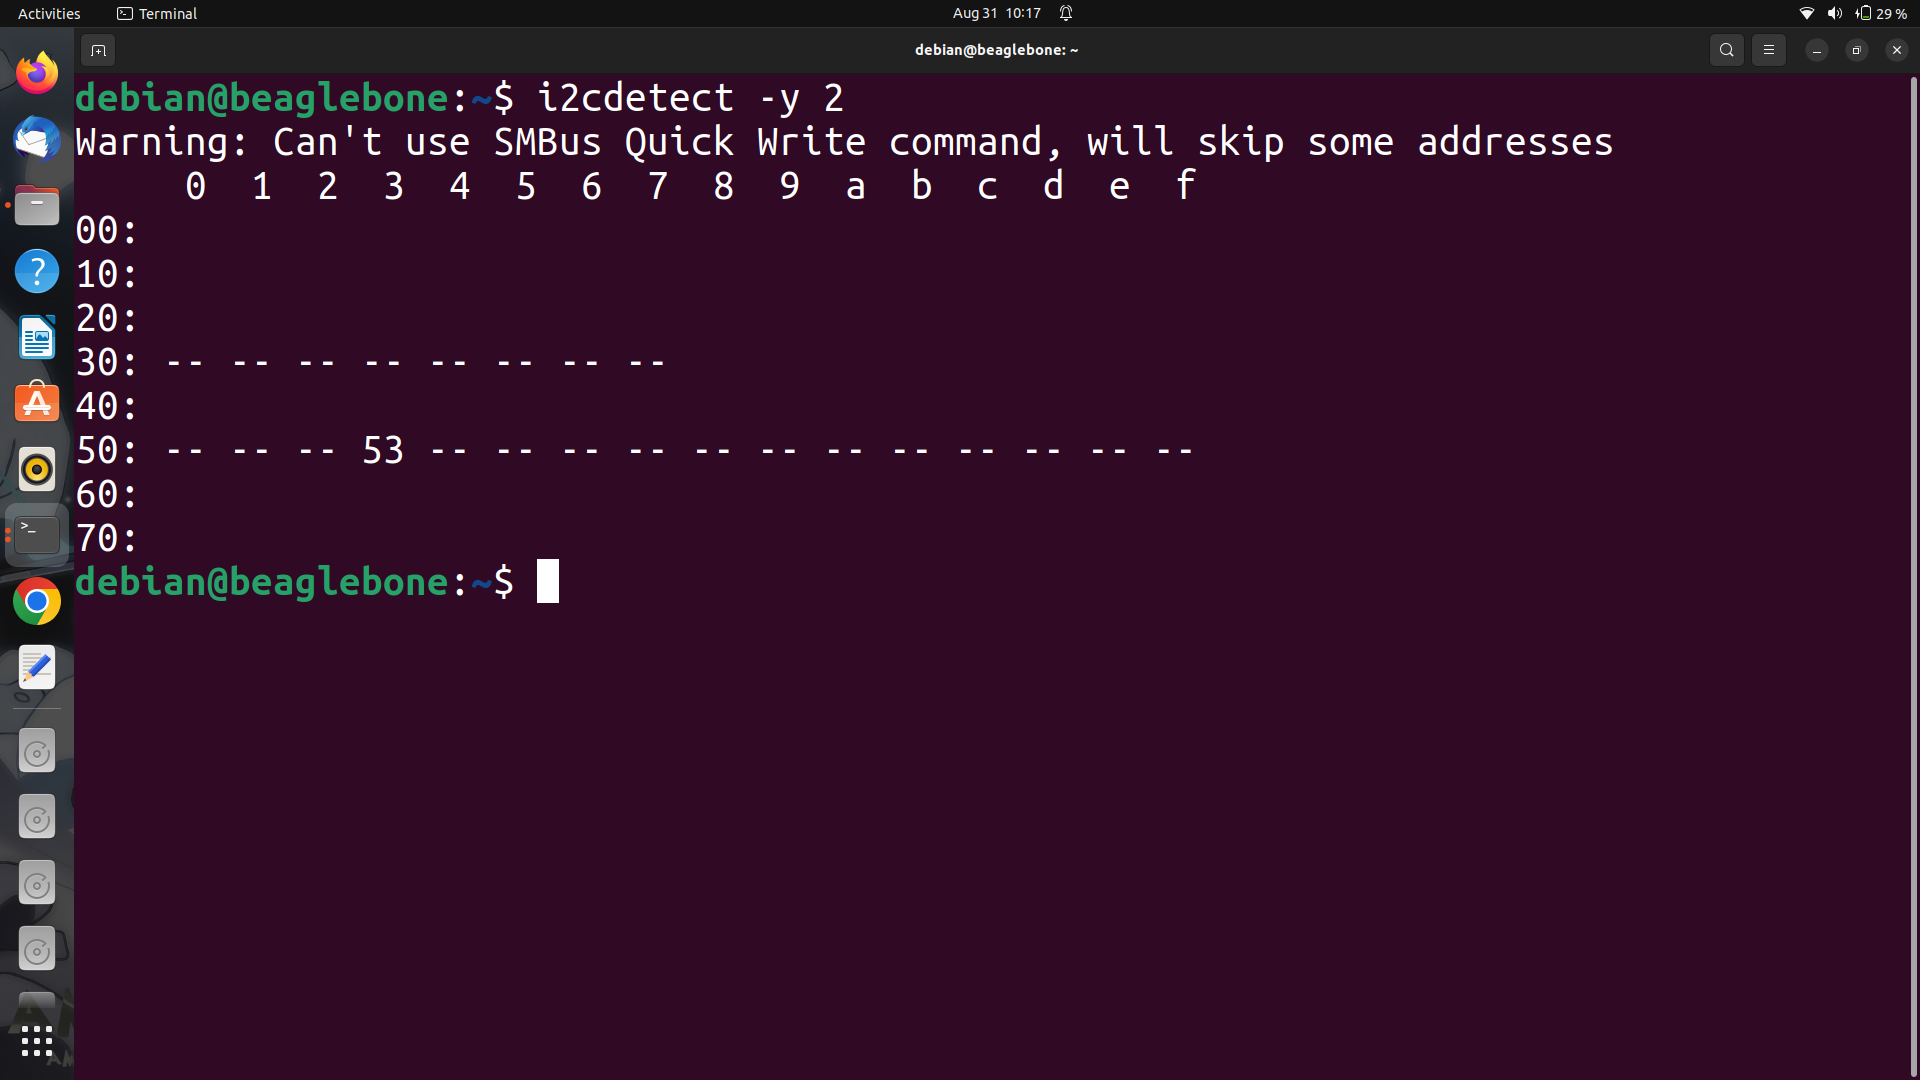 Activities Terminal Aug 31 10:17 29 %
debian@beaglebone: ~
debian@beaglebone:~$ i2cdetect -y 2
Warning: Can't use SMBus Quick Write command, will skip some addresses
     0  1  2  3  4  5  6  7  8  9  a  b  c  d  e  f
00:
10:
20:
30: -- -- -- -- -- -- -- --
40:
50: -- -- -- 53 -- -- -- -- -- -- -- -- -- -- -- --
60:
70:
debian@beaglebone:~$